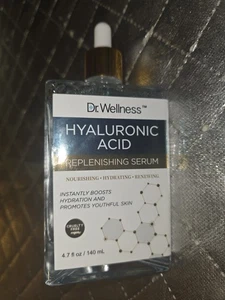 Dr. Wellness™
HYALURONIC
ACID
REPLENISHING SERUM
NOURISHING • HYDRATING • RENEWING
INSTANTLY BOOSTS
HYDRATION AND
PROMOTES YOUTHFUL SKIN
CRUELTY
FREE
4.7 fl oz / 140 mL